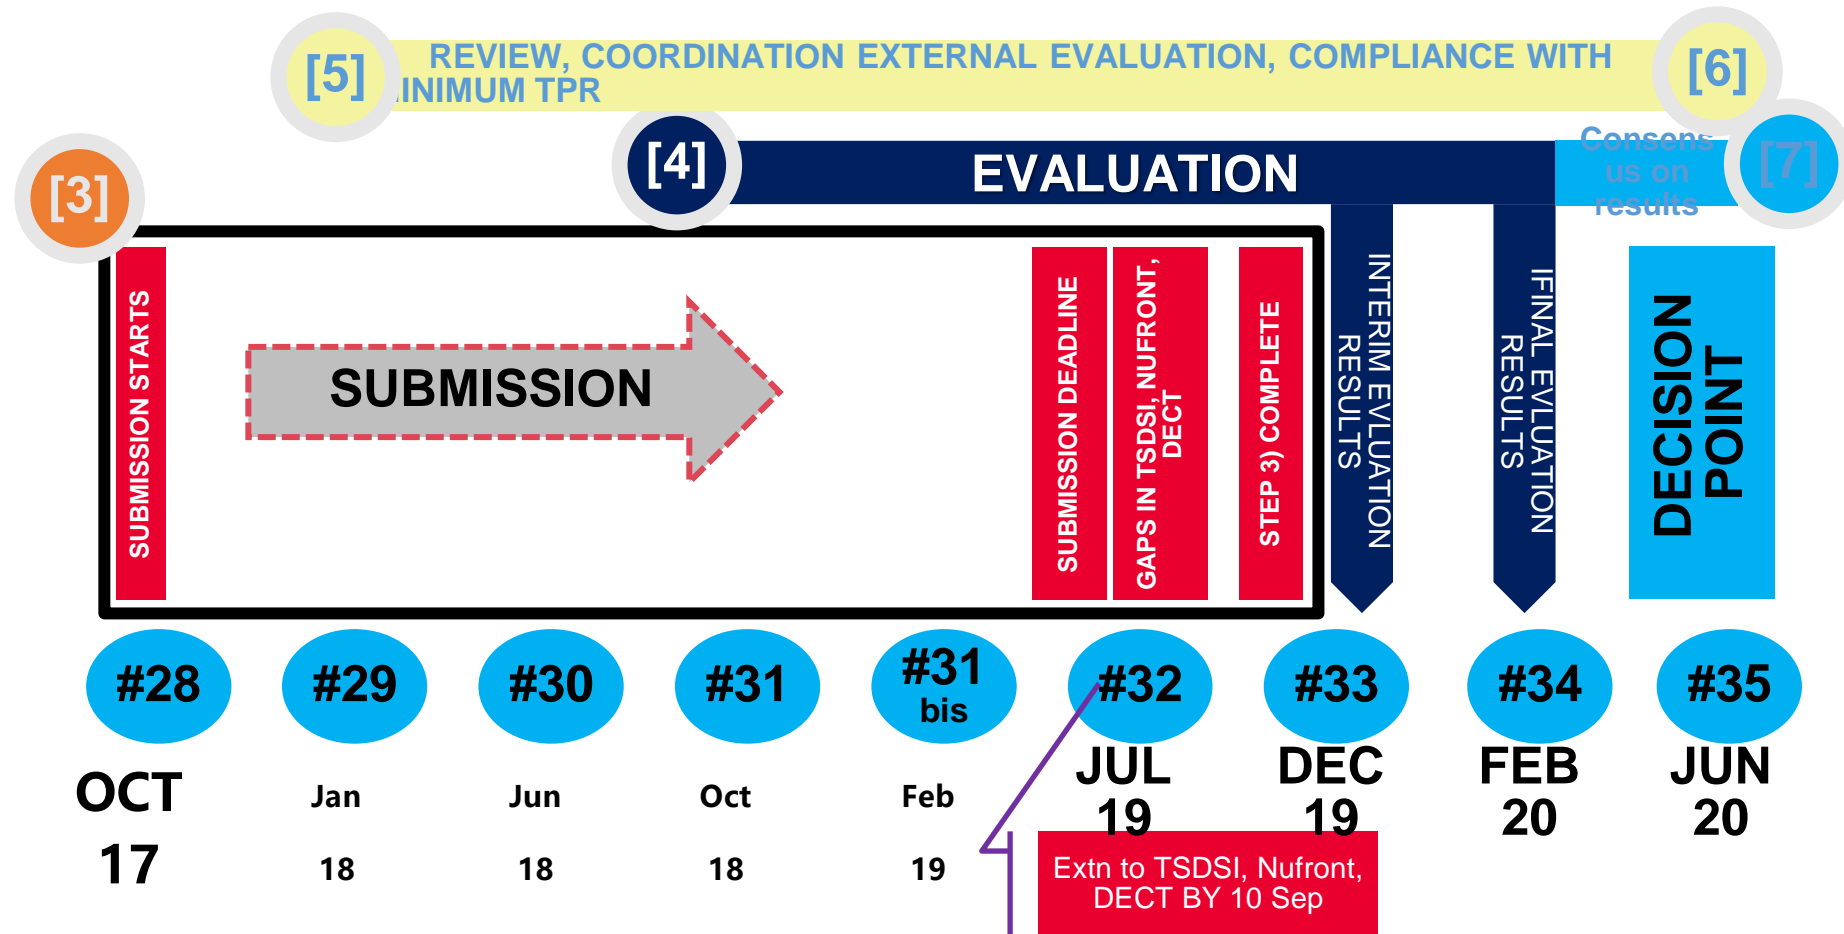 [5]
REVIEW, COORDINATION EXTERNAL EVALUATION, COMPLIANCE WITH
INIMUM TPR
[6]
[3]
[4]
EVALUATION
Consens
us on
results
[7]
SUBMISSION STARTS
SUBMISSION
SUBMISSION DEADLINE
GAPS IN TSDSI, NUFRONT,
DECT
STEP 3) COMPLETE
INTERIM EVLUATION
RESULTS
IFINAL EVLUATION
RESULTS
DECISION
POINT
#28
#29
#30
#31
#31
bis
#32
#33
#34
#35
OCT
17
Jan
18
Jun
18
Oct
18
Feb
19
JUL
19
DEC
19
FEB
20
JUN
20
Extn to TSDSI, Nufront,
DECT BY 10 Sep